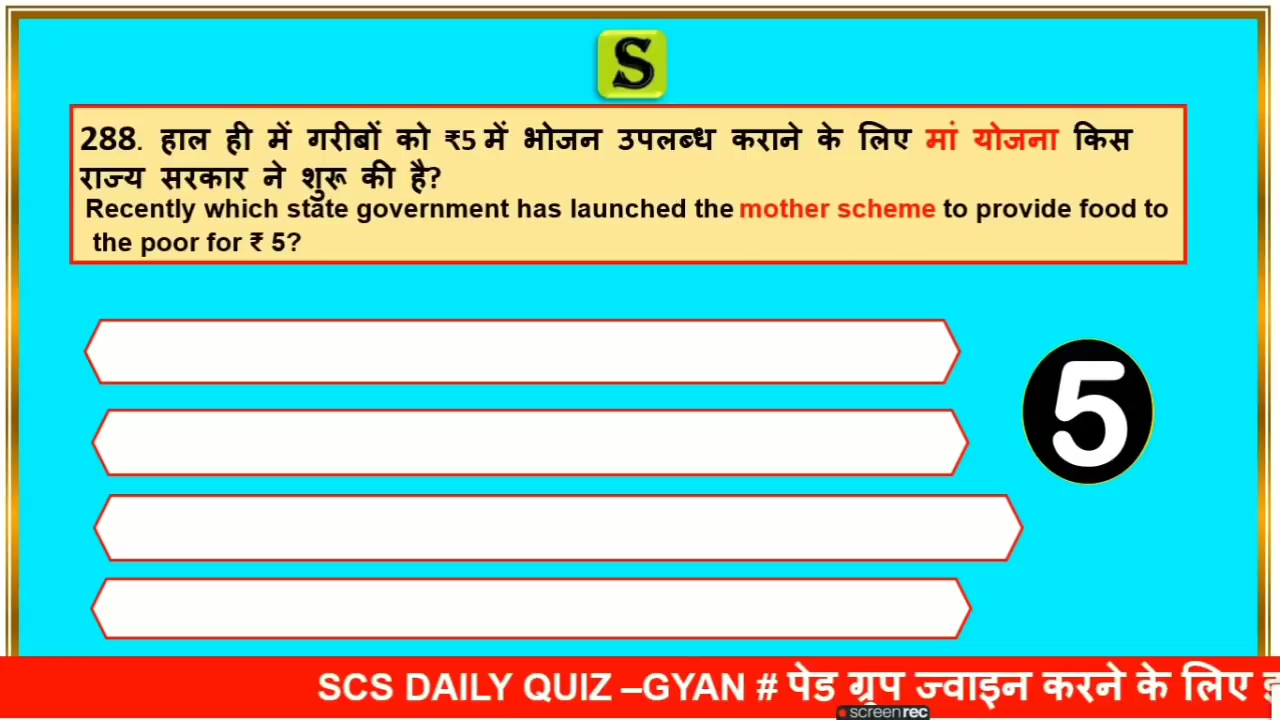 S
288. हाल ही में गरीबों को ₹5 में भोजन उपलब्ध कराने के लिए मां योजना किस
राज्य सरकार ने शुरू की है?
Recently which state government has launched the mother scheme to provide food to
the poor for ₹ 5?
5
SCS DAILY QUIZ –GYAN # पेड ग्रूप ज्वाइन करने के लिए
screenrec